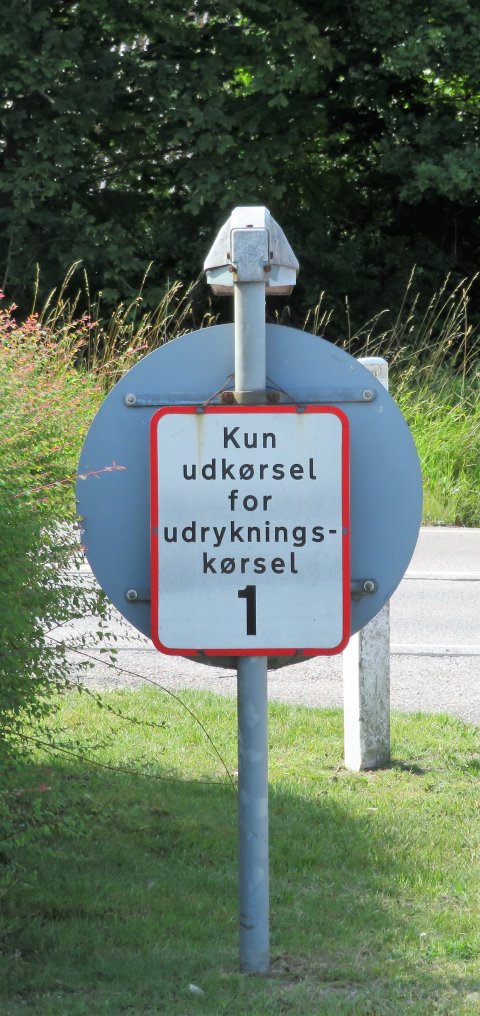 Kun
udkørsel
for
udryknings-
kørsel
1